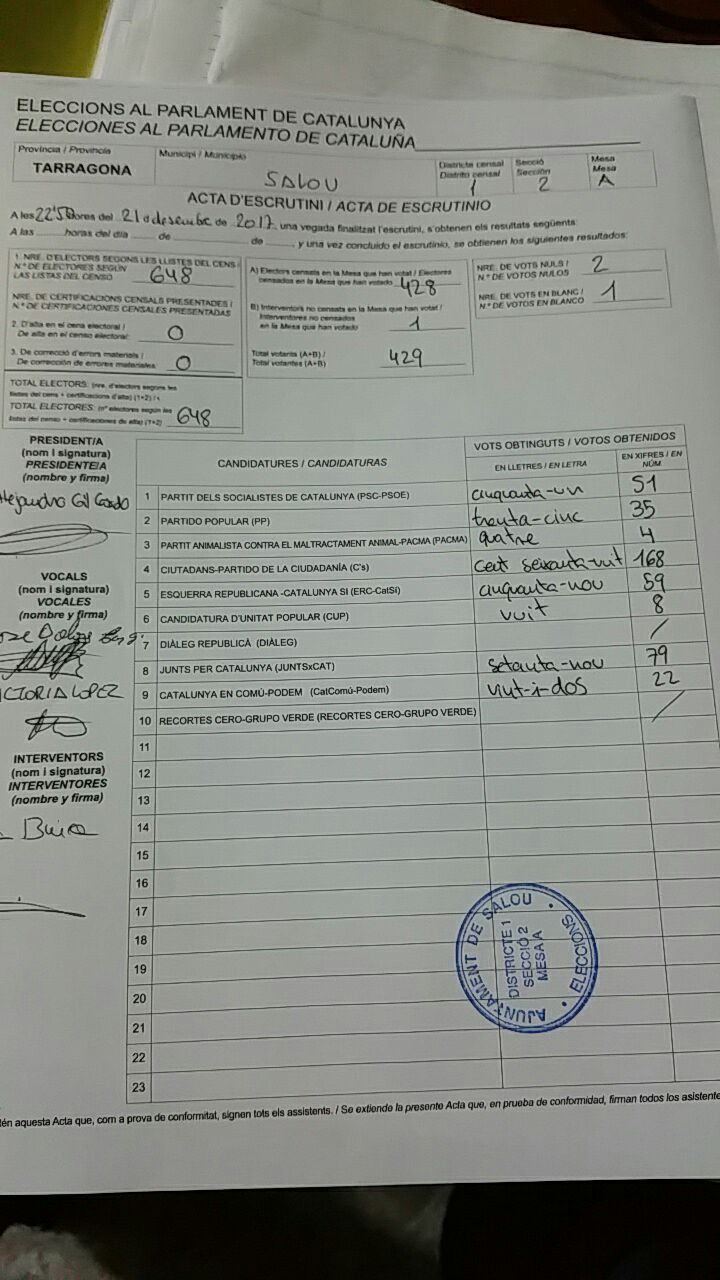 ELECCIONS AL PARLAMENT DE CATALUNYA
ELECCIONES AL PARLAMENTO DE CATALUÑA
Província / Provincia
TARRAGONA
Municipi / Municipio
SALOU
Districte censal
Distrito censal
1
Secció
Sección
2
Mesa
Mesa
A
ACTA D'ESCRUTINI / ACTA DE ESCRUTINIO
A les 22'50 hores del 21 d desembre de 2017, una vegada finalitzat l'escrutini, s'obtenen els resultats següents:
A las horas del día de de , y una vez concluido el escrutinio, se obtienen los siguientes resultados:
1. NRE. D'ELECTORS SEGONS LES LLISTES DEL CENS /
N.º DE ELECTORES SEGÚN
LAS LISTAS DEL CENSO 648
NRE. DE CERTIFICACIONS CENSALS PRESENTADES /
N.º DE CERTIFICACIONES CENSALES PRESENTADAS
2. D'alta en el cens electoral /
De alta en el censo electoral: 0
3. De correcció d'errors materials /
De corrección de errores materiales: 0
TOTAL ELECTORS: (nre. d'electors segons les
llistes del cens + certificacions d'alta) (1+2) /
TOTAL ELECTORES: (nº electores según las
listas del censo + certificaciones de alta) (1+2) 648
A) Electors censats en la Mesa que han votat / Electores
censados en la Mesa que han votado 428
B) Interventors no censats en la Mesa que han votat /
Interventores no censados
en la Mesa que han votado 1
Total votants (A+B) /
Total votantes (A+B) 429
NRE. DE VOTS NULS /
N.º DE VOTOS NULOS 2
NRE. DE VOTS EN BLANC /
N.º DE VOTOS EN BLANCO 1
PRESIDENT/A
(nom i signatura)
PRESIDENTE/A
(nombre y firma)
VOCALS
(nom i signatura)
VOCALES
(nombre y firma)
LOPEZ
INTERVENTORS
(nom i signatura)
INTERVENTORES
(nombre y firma)
CANDIDATURES / CANDIDATURAS
VOTS OBTINGUTS / VOTOS OBTENIDOS
EN LLETRES / EN LETRA
EN XIFRES / EN NÚM
1 PARTIT DELS SOCIALISTES DE CATALUNYA (PSC-PSOE) cinquanta-un 51
2 PARTIDO POPULAR (PP) trenta-cinc 35
3 PARTIT ANIMALISTA CONTRA EL MALTRACTAMENT ANIMAL-PACMA (PACMA) quatre 4
4 CIUTADANS-PARTIDO DE LA CIUDADANÍA (C's) cent seixanta-vuit 168
5 ESQUERRA REPUBLICANA -CATALUNYA SI (ERC-CatSí) cinquanta-nou 59
6 CANDIDATURA D'UNITAT POPULAR (CUP) vuit 8
7 DIÀLEG REPUBLICÀ (DIÀLEG) /
8 JUNTS PER CATALUNYA (JUNTSxCAT) setanta-nou 79
9 CATALUNYA EN COMÚ-PODEM (CatComú-Podem) vint-i-dos 22
10 RECORTES CERO-GRUPO VERDE (RECORTES CERO-GRUPO VERDE) /
11
12
13
14
15
16
17
18
19
20
21
22
23
AJUNTAMENT DE SALOU • ELECCIONS •
DISTRICTE 1
SECCIÓ 2
MESA A
tén aquesta Acta que, com a prova de conformitat, signen tots els assistents. / Se extiende la presente Acta que, en prueba de conformidad, firman todos los asistente